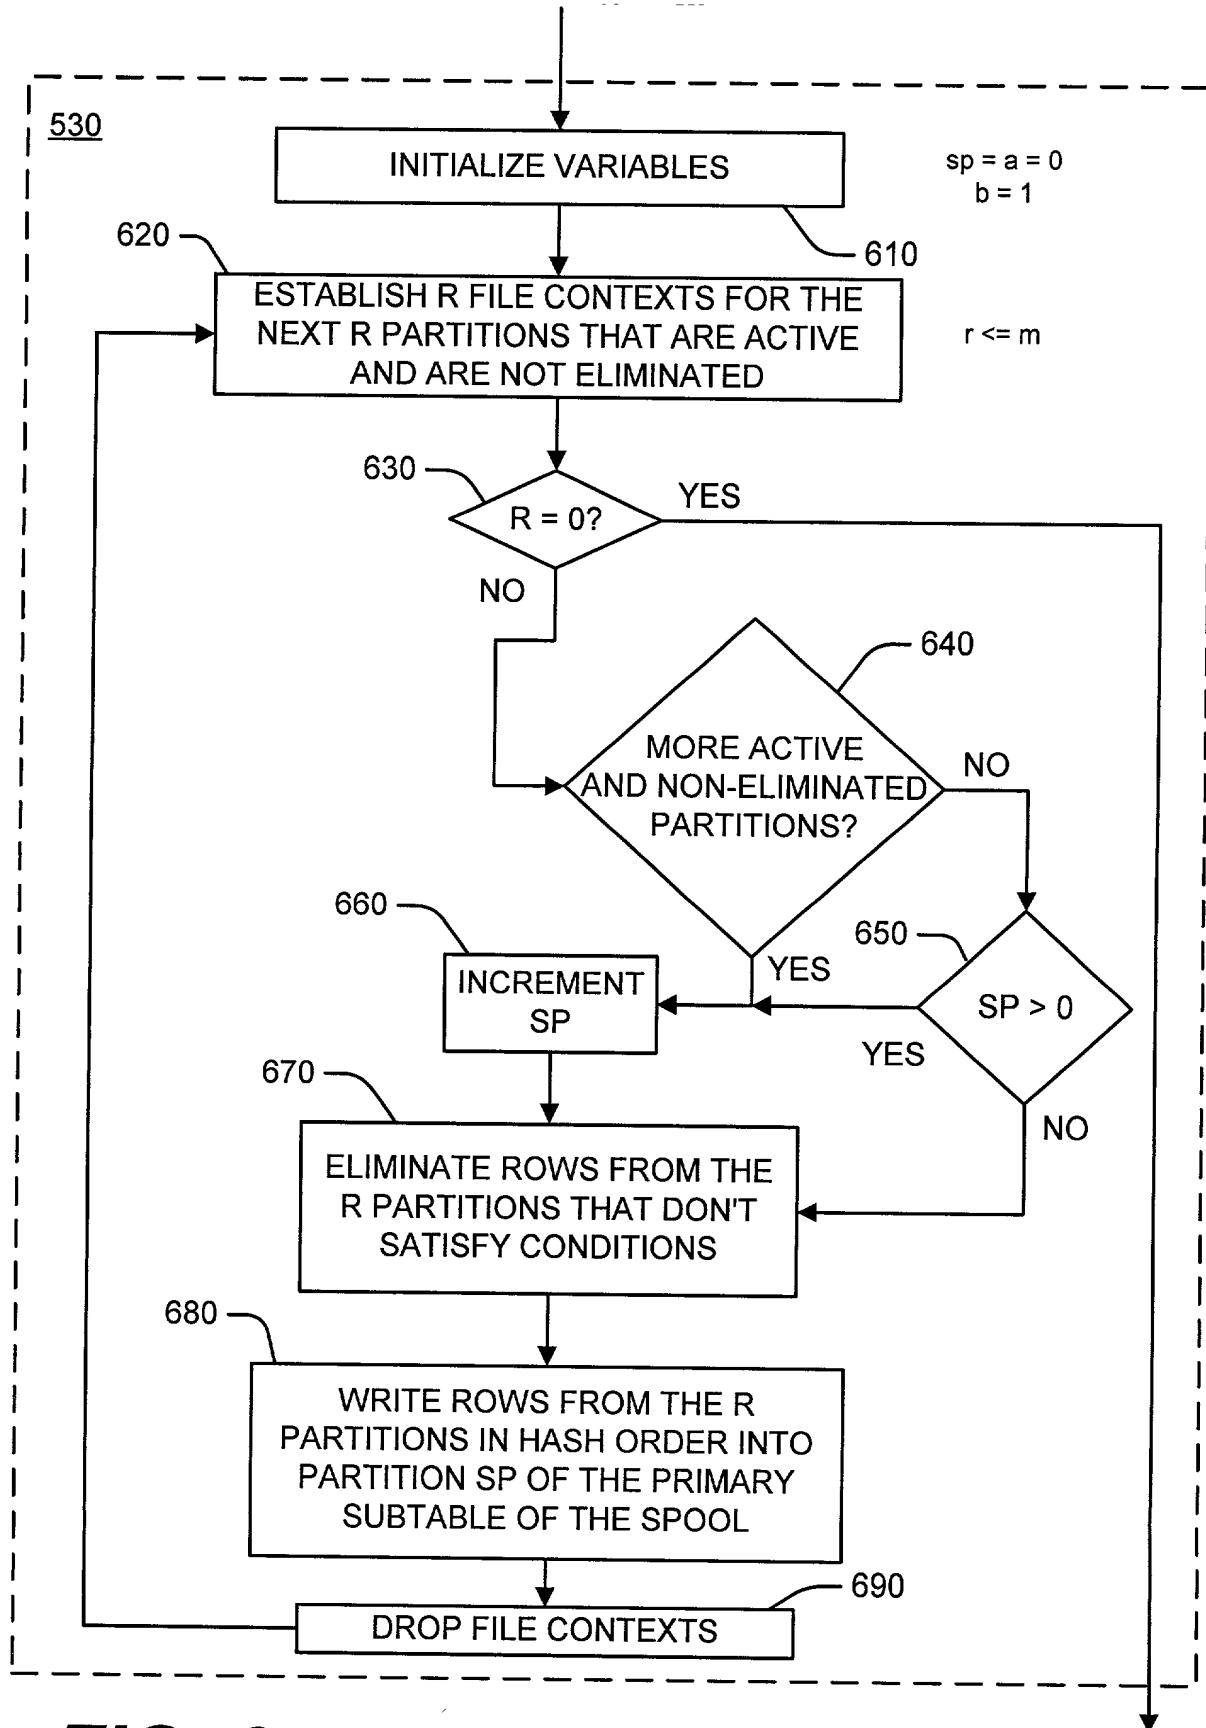 530
INITIALIZE VARIABLES
sp = a = 0
b = 1
610
620
ESTABLISH R FILE CONTEXTS FOR THE
NEXT R PARTITIONS THAT ARE ACTIVE
AND ARE NOT ELIMINATED
r <= m
630
R = 0?
YES
NO
640
MORE ACTIVE
AND NON-ELIMINATED
PARTITIONS?
NO
650
SP > 0
YES
YES
NO
660
INCREMENT
SP
670
ELIMINATE ROWS FROM THE
R PARTITIONS THAT DON'T
SATISFY CONDITIONS
680
WRITE ROWS FROM THE R
PARTITIONS IN HASH ORDER INTO
PARTITION SP OF THE PRIMARY
SUBTABLE OF THE SPOOL
690
DROP FILE CONTEXTS